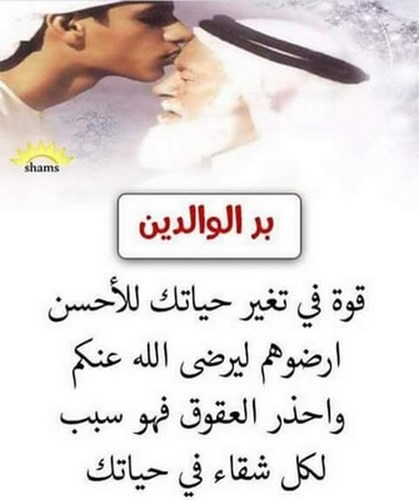 shams
بر الوالدين
قوة في تغير حياتك للأحسن
ارضوهم ليرضى الله عنكم
واحذر العقوق فهو سبب
لكل شقاء في حياتك